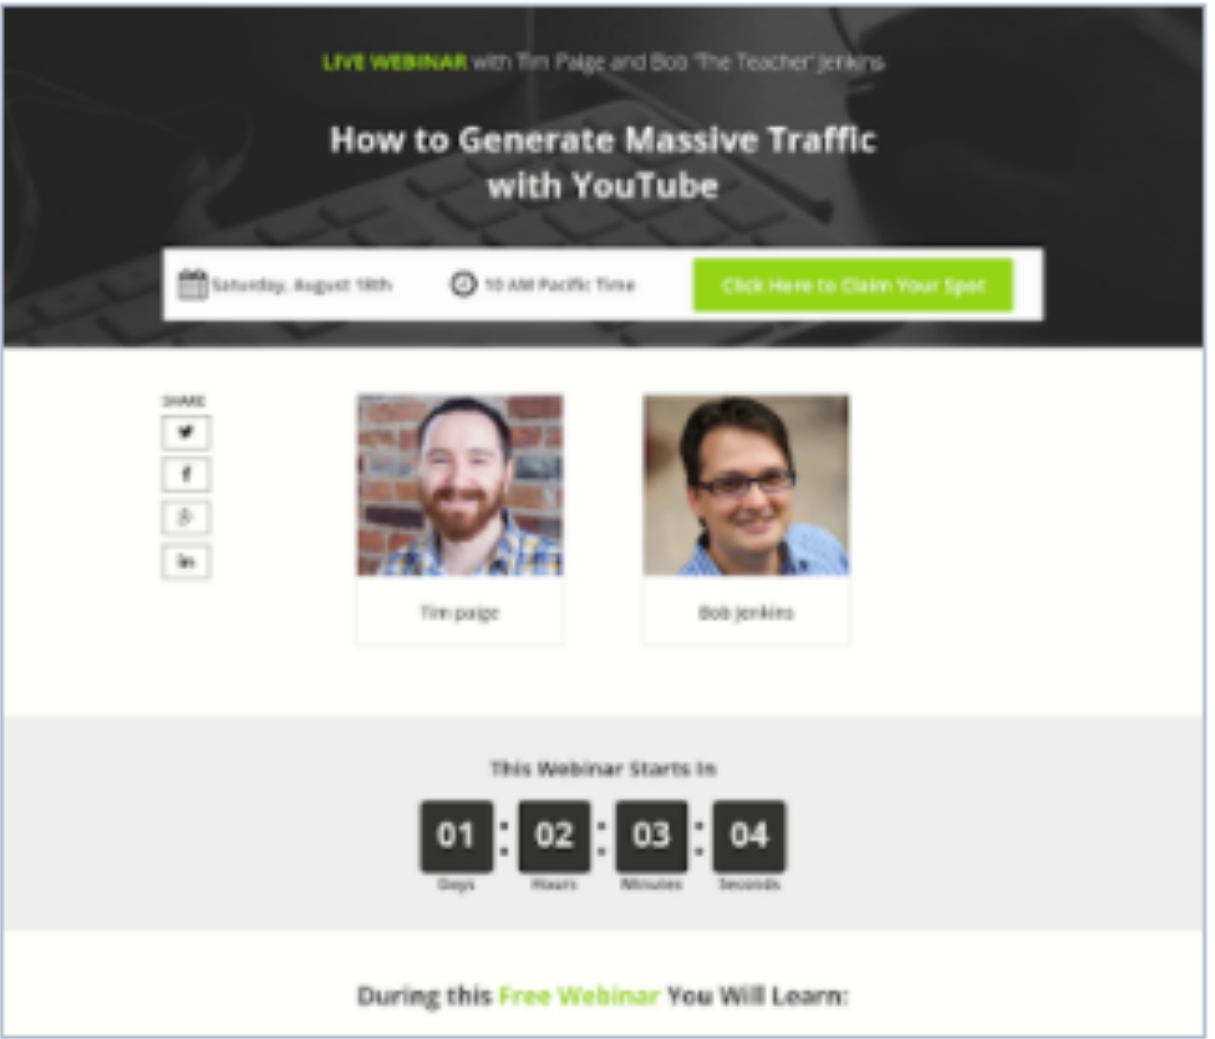 LIVE WEBINAR with Tim Paige and Bob 'The Teacher' Jenkins
How to Generate Massive Traffic
with YouTube
Saturday, August 18th
10 AM Pacific Time
Click Here to Claim Your Spot
SHARE
f
in
Tim paige
Bob Jenkins
This Webinar Starts In
01 : 02 : 03 : 04
Days Hours Minutes Seconds
During this Free Webinar You Will Learn: